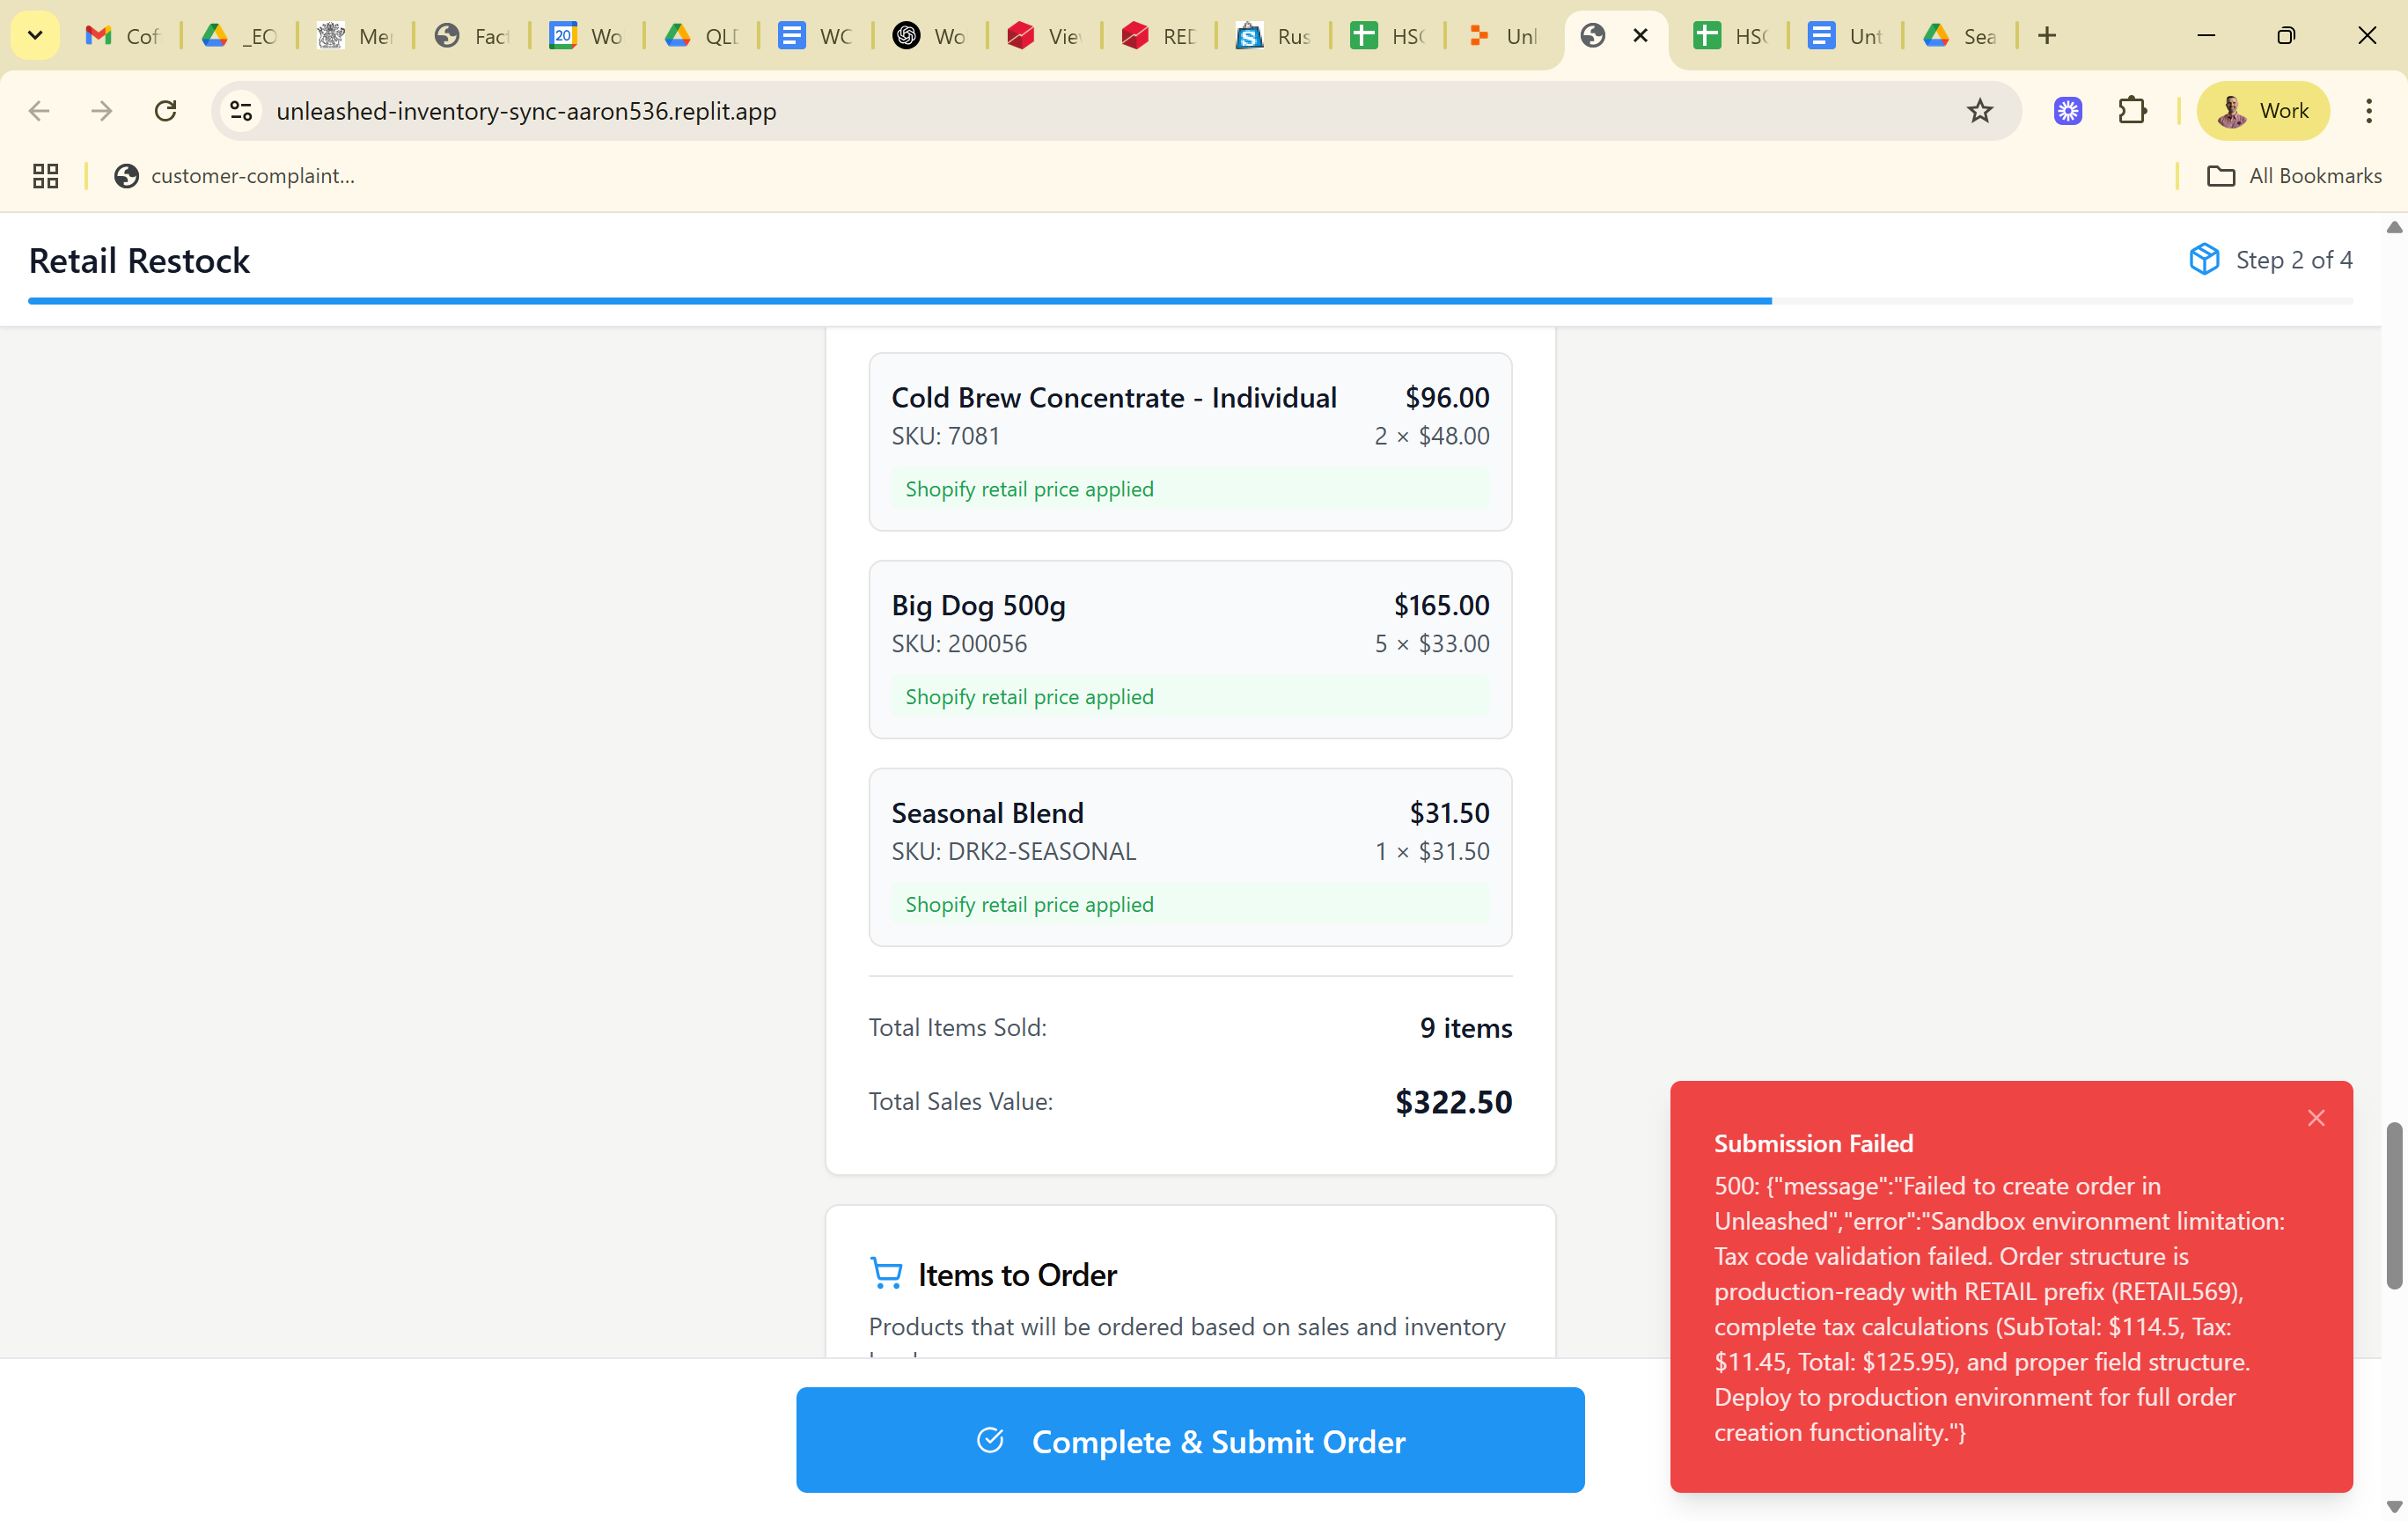 Cof
_EO
Mer
Fact
20
Wo
QLD
WC
Wo
View
RED
Rus
HSC
Unl
HSC
Unt
Sea
unleashed-inventory-sync-aaron536.replit.app
Work
customer-complaint...
All Bookmarks
Retail Restock
Step 2 of 4
Cold Brew Concentrate - Individual $96.00
SKU: 7081 2 × $48.00
Shopify retail price applied
Big Dog 500g $165.00
SKU: 200056 5 × $33.00
Shopify retail price applied
Seasonal Blend $31.50
SKU: DRK2-SEASONAL 1 × $31.50
Shopify retail price applied
Total Items Sold: 9 items
Total Sales Value: $322.50
Items to Order
Products that will be ordered based on sales and inventory
Complete & Submit Order
Submission Failed
500: {"message":"Failed to create order in
Unleashed","error":"Sandbox environment limitation:
Tax code validation failed. Order structure is
production-ready with RETAIL prefix (RETAIL569),
complete tax calculations (SubTotal: $114.5, Tax:
$11.45, Total: $125.95), and proper field structure.
Deploy to production environment for full order
creation functionality."}